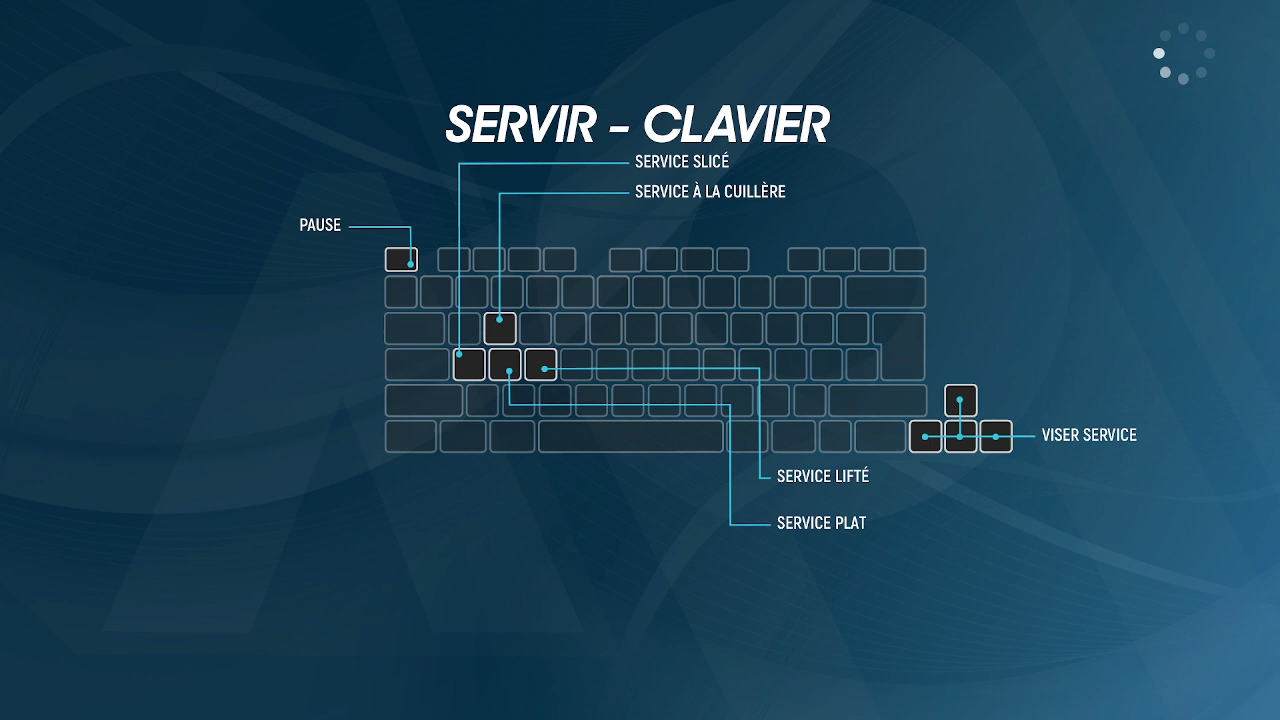 SERVIR – CLAVIER
SERVICE SLICÉ
SERVICE À LA CUILLÈRE
PAUSE
VISER SERVICE
SERVICE LIFTÉ
SERVICE PLAT